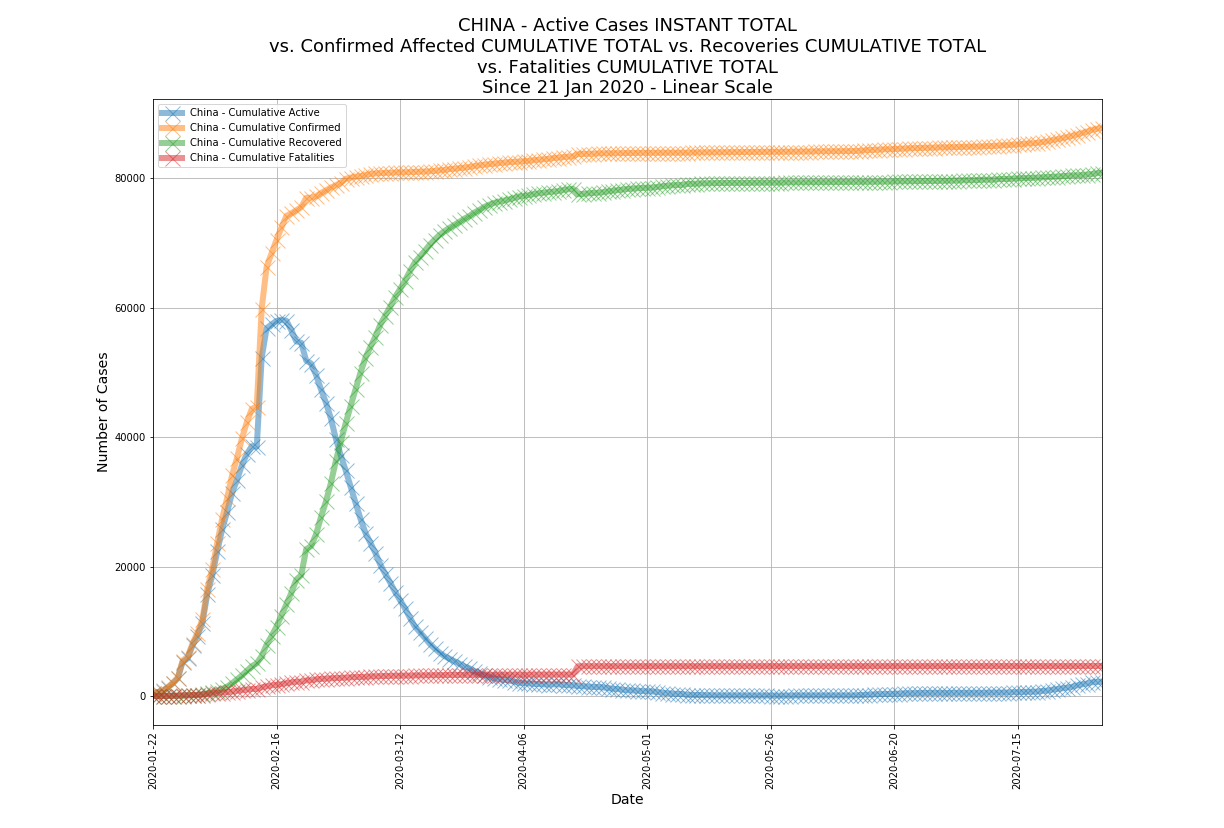 CHINA - Active Cases INSTANT TOTAL
vs. Confirmed Affected CUMULATIVE TOTAL vs. Recoveries CUMULATIVE TOTAL
vs. Fatalities CUMULATIVE TOTAL
Since 21 Jan 2020 - Linear Scale
China - Cumulative Active
China - Cumulative Confirmed
China - Cumulative Recovered
China - Cumulative Fatalities
Number of Cases
80000
60000
40000
20000
0
2020-01-22
2020-02-16
2020-03-12
2020-04-06
2020-05-01
2020-05-26
2020-06-20
2020-07-15
Date